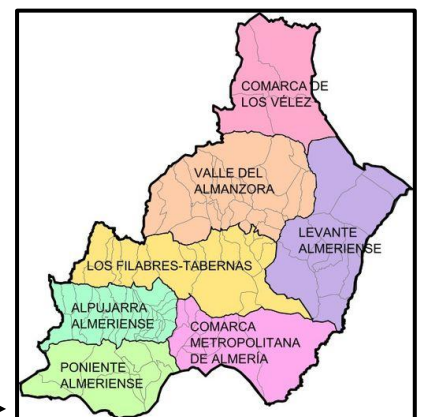 COMARCA DE
LOS VÉLEZ
VALLE DEL
ALMANZORA
LEVANTE
ALMERIENSE
LOS FILABRES-TABERNAS
ALPUJARRA
ALMERIENSE
COMARCA
METROPOLITANA
DE ALMERÍA
PONIENTE
ALMERIENSE